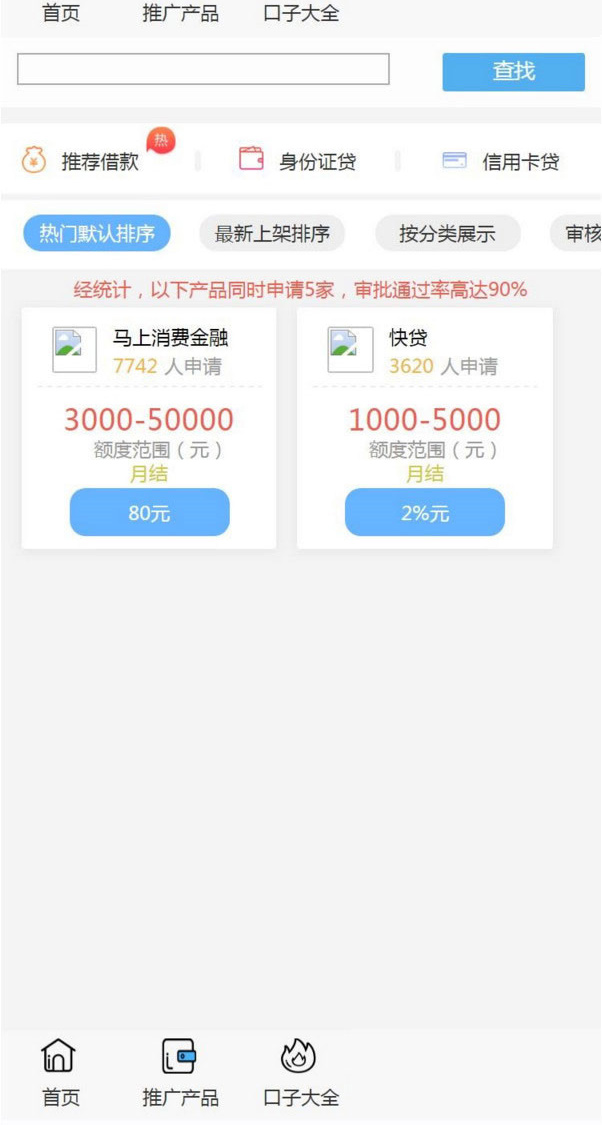 首页 推广产品 口子大全
查找
推荐借款 热 身份证贷 信用卡贷
热门默认排序 最新上架排序 按分类展示 审核
经统计，以下产品同时申请5家，审批通过率高达90%
马上消费金融
7742 人申请
3000-50000
额度范围（元）
月结
80元
快贷
3620 人申请
1000-5000
额度范围（元）
月结
2%元
首页 推广产品 口子大全